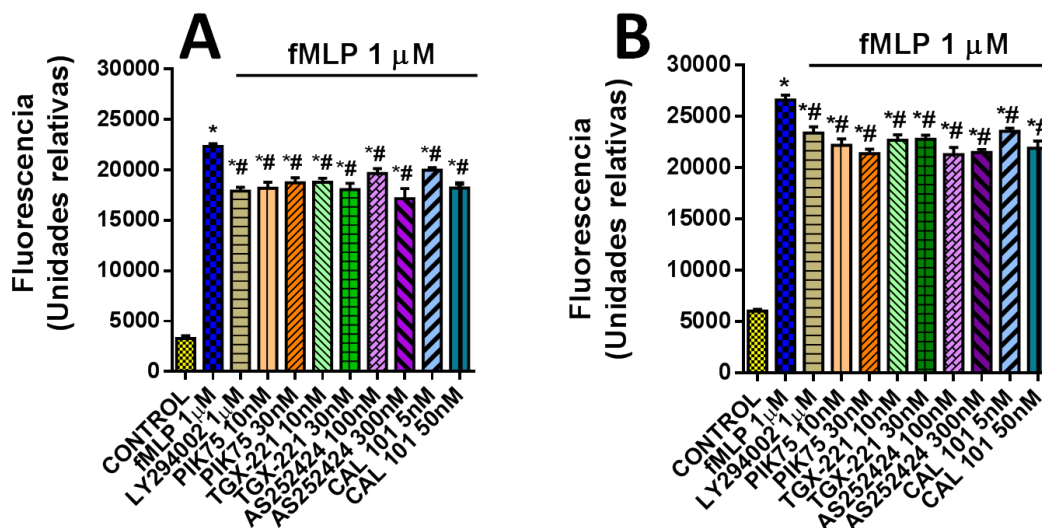 A
fMLP 1 μM
Fluorescencia
(Unidades relativas)
30000
25000
20000
15000
10000
5000
0
*
*#
*#
*#
*#
*#
*#
*#
*#
*#
CONTROL
fMLP 1μM
LY294002 1μM
PIK75 10nM
PIK75 30nM
TGX-221 10nM
TGX-221 30nM
AS252424 100nM
AS252424 300nM
CAL 101 5nM
CAL 101 50nM
B
fMLP 1 μM
Fluorescencia
(Unidades relativas)
30000
25000
20000
15000
10000
5000
0
*
*#
*#
*#
*#
*#
*#
*#
*#
*#
CONTROL
fMLP 1μM
LY294002 1μM
PIK75 10nM
PIK75 30nM
TGX-221 10nM
TGX-221 30nM
AS252424 100nM
AS252424 300nM
CAL 101 5nM
CAL 101 50nM